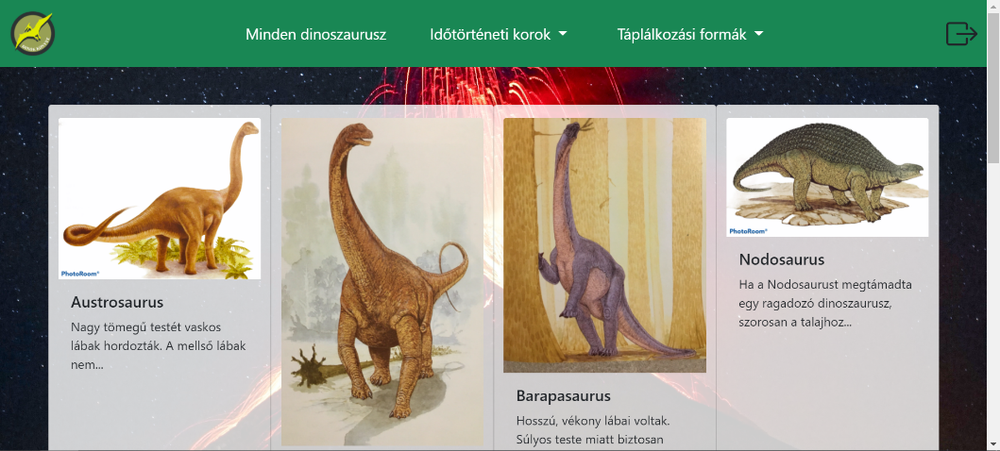 Minden dinoszaurusz
Időtörténeti korok
Táplálkozási formák
PhotoRoom
Austrosaurus
Nagy tömegű testét vaskos
lábak hordozták. A mellső lábak
nem...
Barapasaurus
Hosszú, vékony lábai voltak.
Súlyos teste miatt biztosan
PhotoRoom
Nodosaurus
Ha a Nodosaurust megtámadta
egy ragadozó dinoszaurusz,
szorosan a talajhoz...